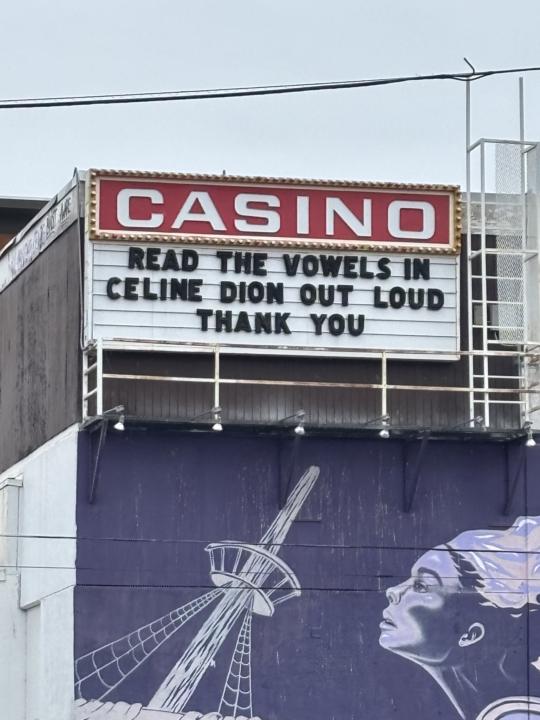 CASINO
READ THE VOWELS IN
CELINE DION OUT LOUD
THANK YOU